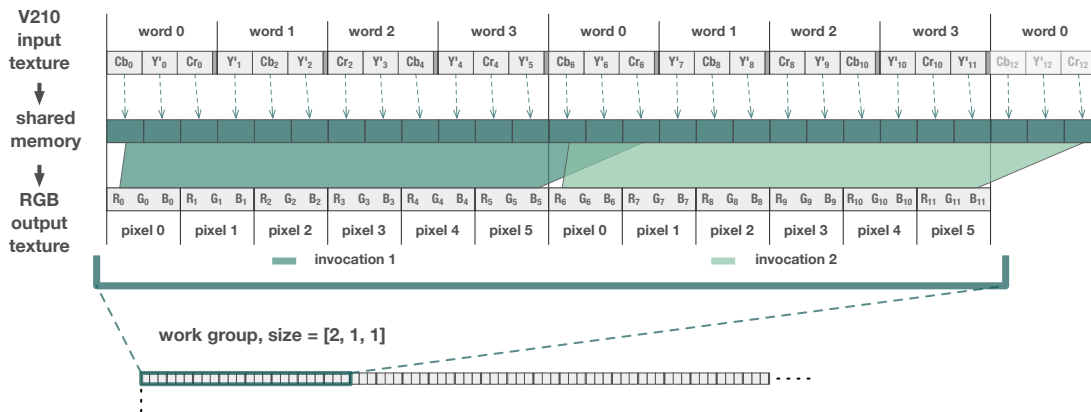 V210
input
texture
word 0 word 1 word 2 word 3 word 0 word 1 word 2 word 3 word 0
Cb0 Y'0 Cr0 Y'1 Cb2 Y'2 Cr2 Y'3 Cb4 Y'4 Cr4 Y'5 Cb6 Y'6 Cr6 Y'7 Cb8 Y'8 Cr8 Y'9 Cb10 Y'10 Cr10 Y'11 Cb12 Y'12 Cr12
shared
memory
RGB
output
texture
R0 G0 B0 R1 G1 B1 R2 G2 B2 R3 G3 B3 R4 G4 B4 R5 G5 B5 R6 G6 B6 R7 G7 B7 R8 G8 B8 R9 G9 B9 R10 G10 B10 R11 G11 B11
pixel 0 pixel 1 pixel 2 pixel 3 pixel 4 pixel 5 pixel 0 pixel 1 pixel 2 pixel 3 pixel 4 pixel 5
invocation 1 invocation 2
work group, size = [2, 1, 1]